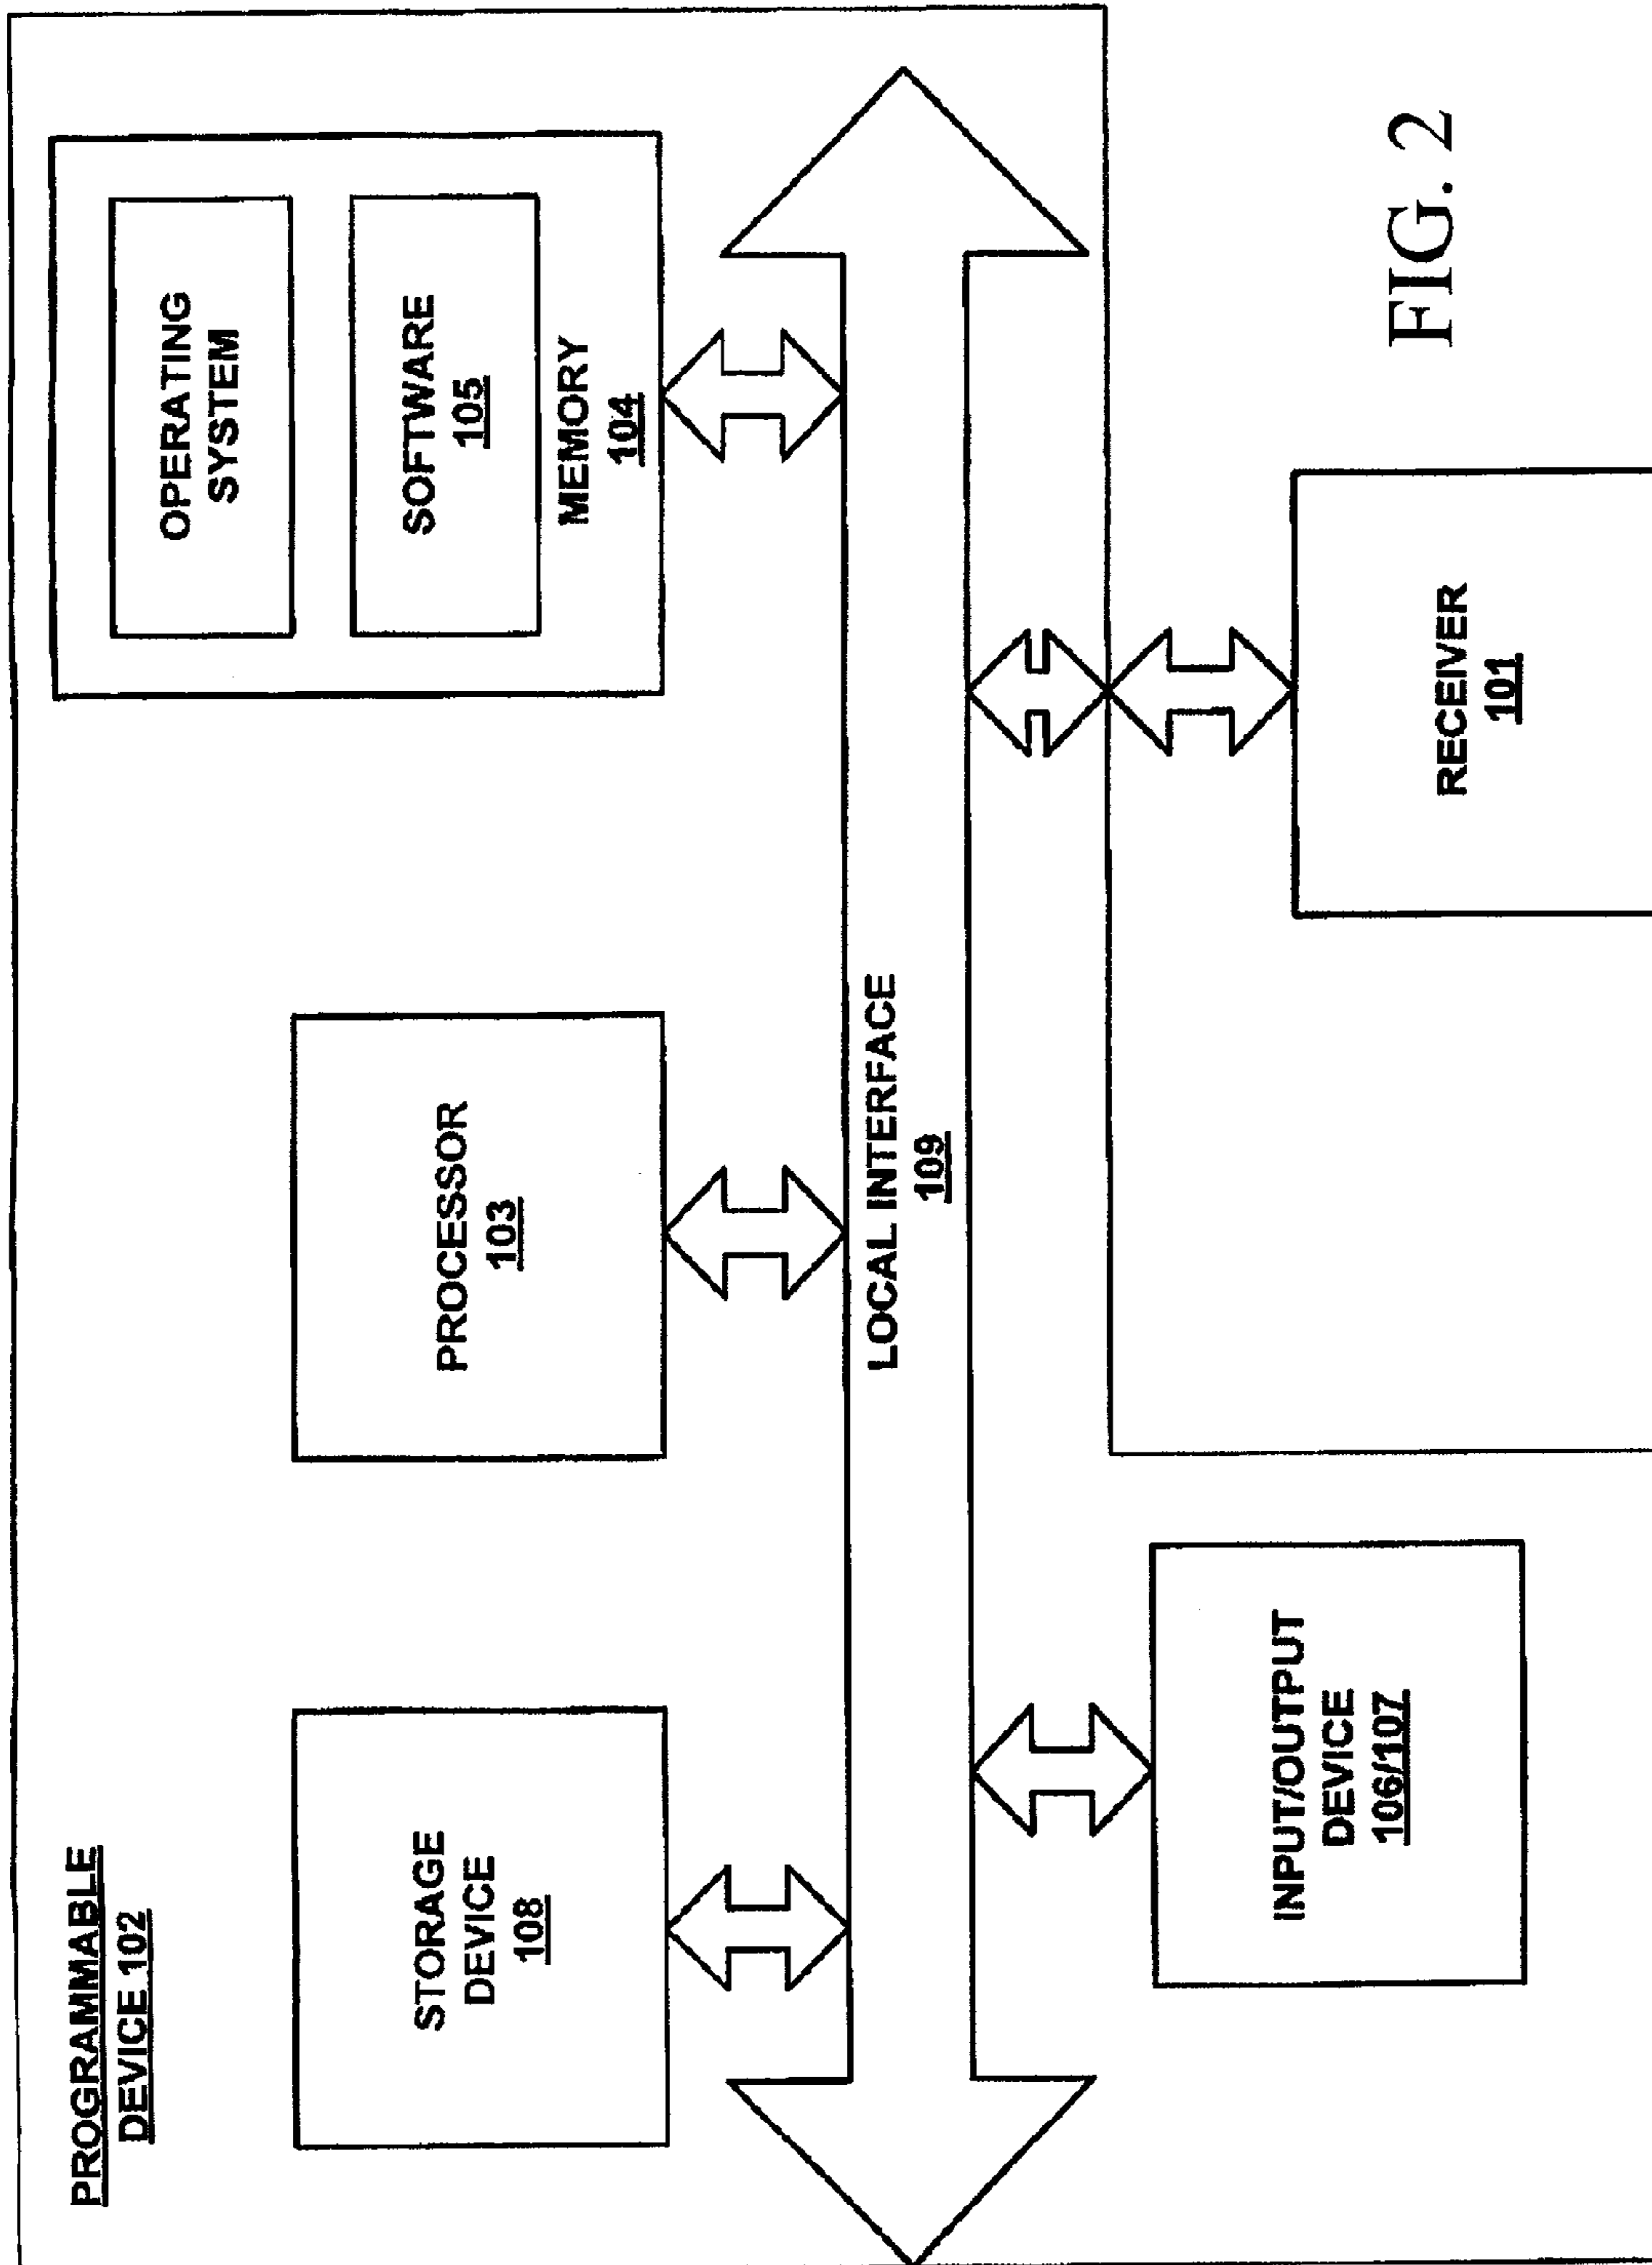 PROGRAMMABLE
DEVICE 102
STORAGE
DEVICE
108
PROCESSOR
103
OPERATING
SYSTEM
SOFTWARE
105
MEMORY
104
LOCAL INTERFACE
109
INPUT/OUTPUT
DEVICE
106/107
RECEIVER
101
FIG. 2